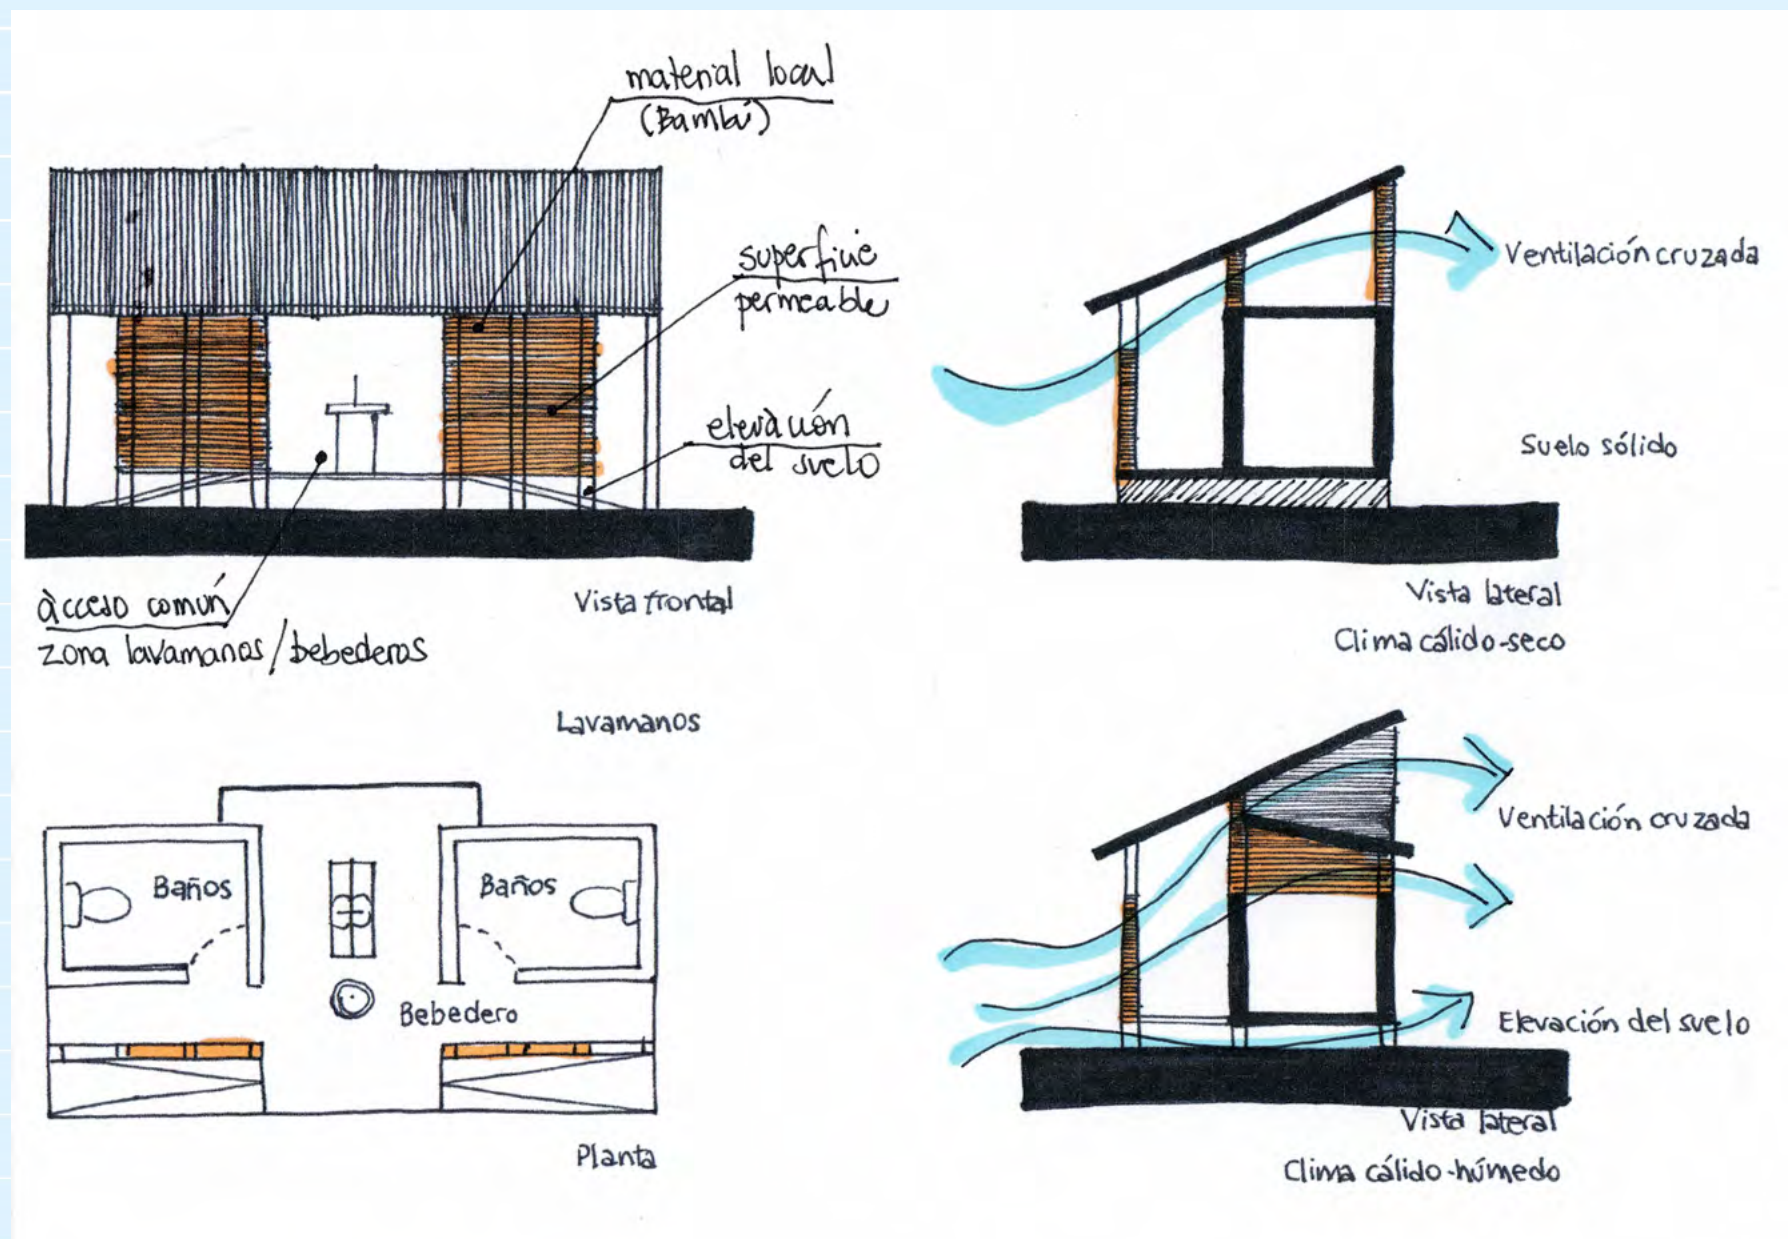 material local
(Bambú)
superficie
permeable
elevación
del suelo
acceso común
zona lavamanos/bebederos
Vista frontal
Ventilación cruzada
Suelo sólido
Vista lateral
Clima cálido-seco
Lavamanos
Baños
Baños
Bebedero
Planta
Ventilación cruzada
Elevación del suelo
Vista lateral
Clima cálido-húmedo